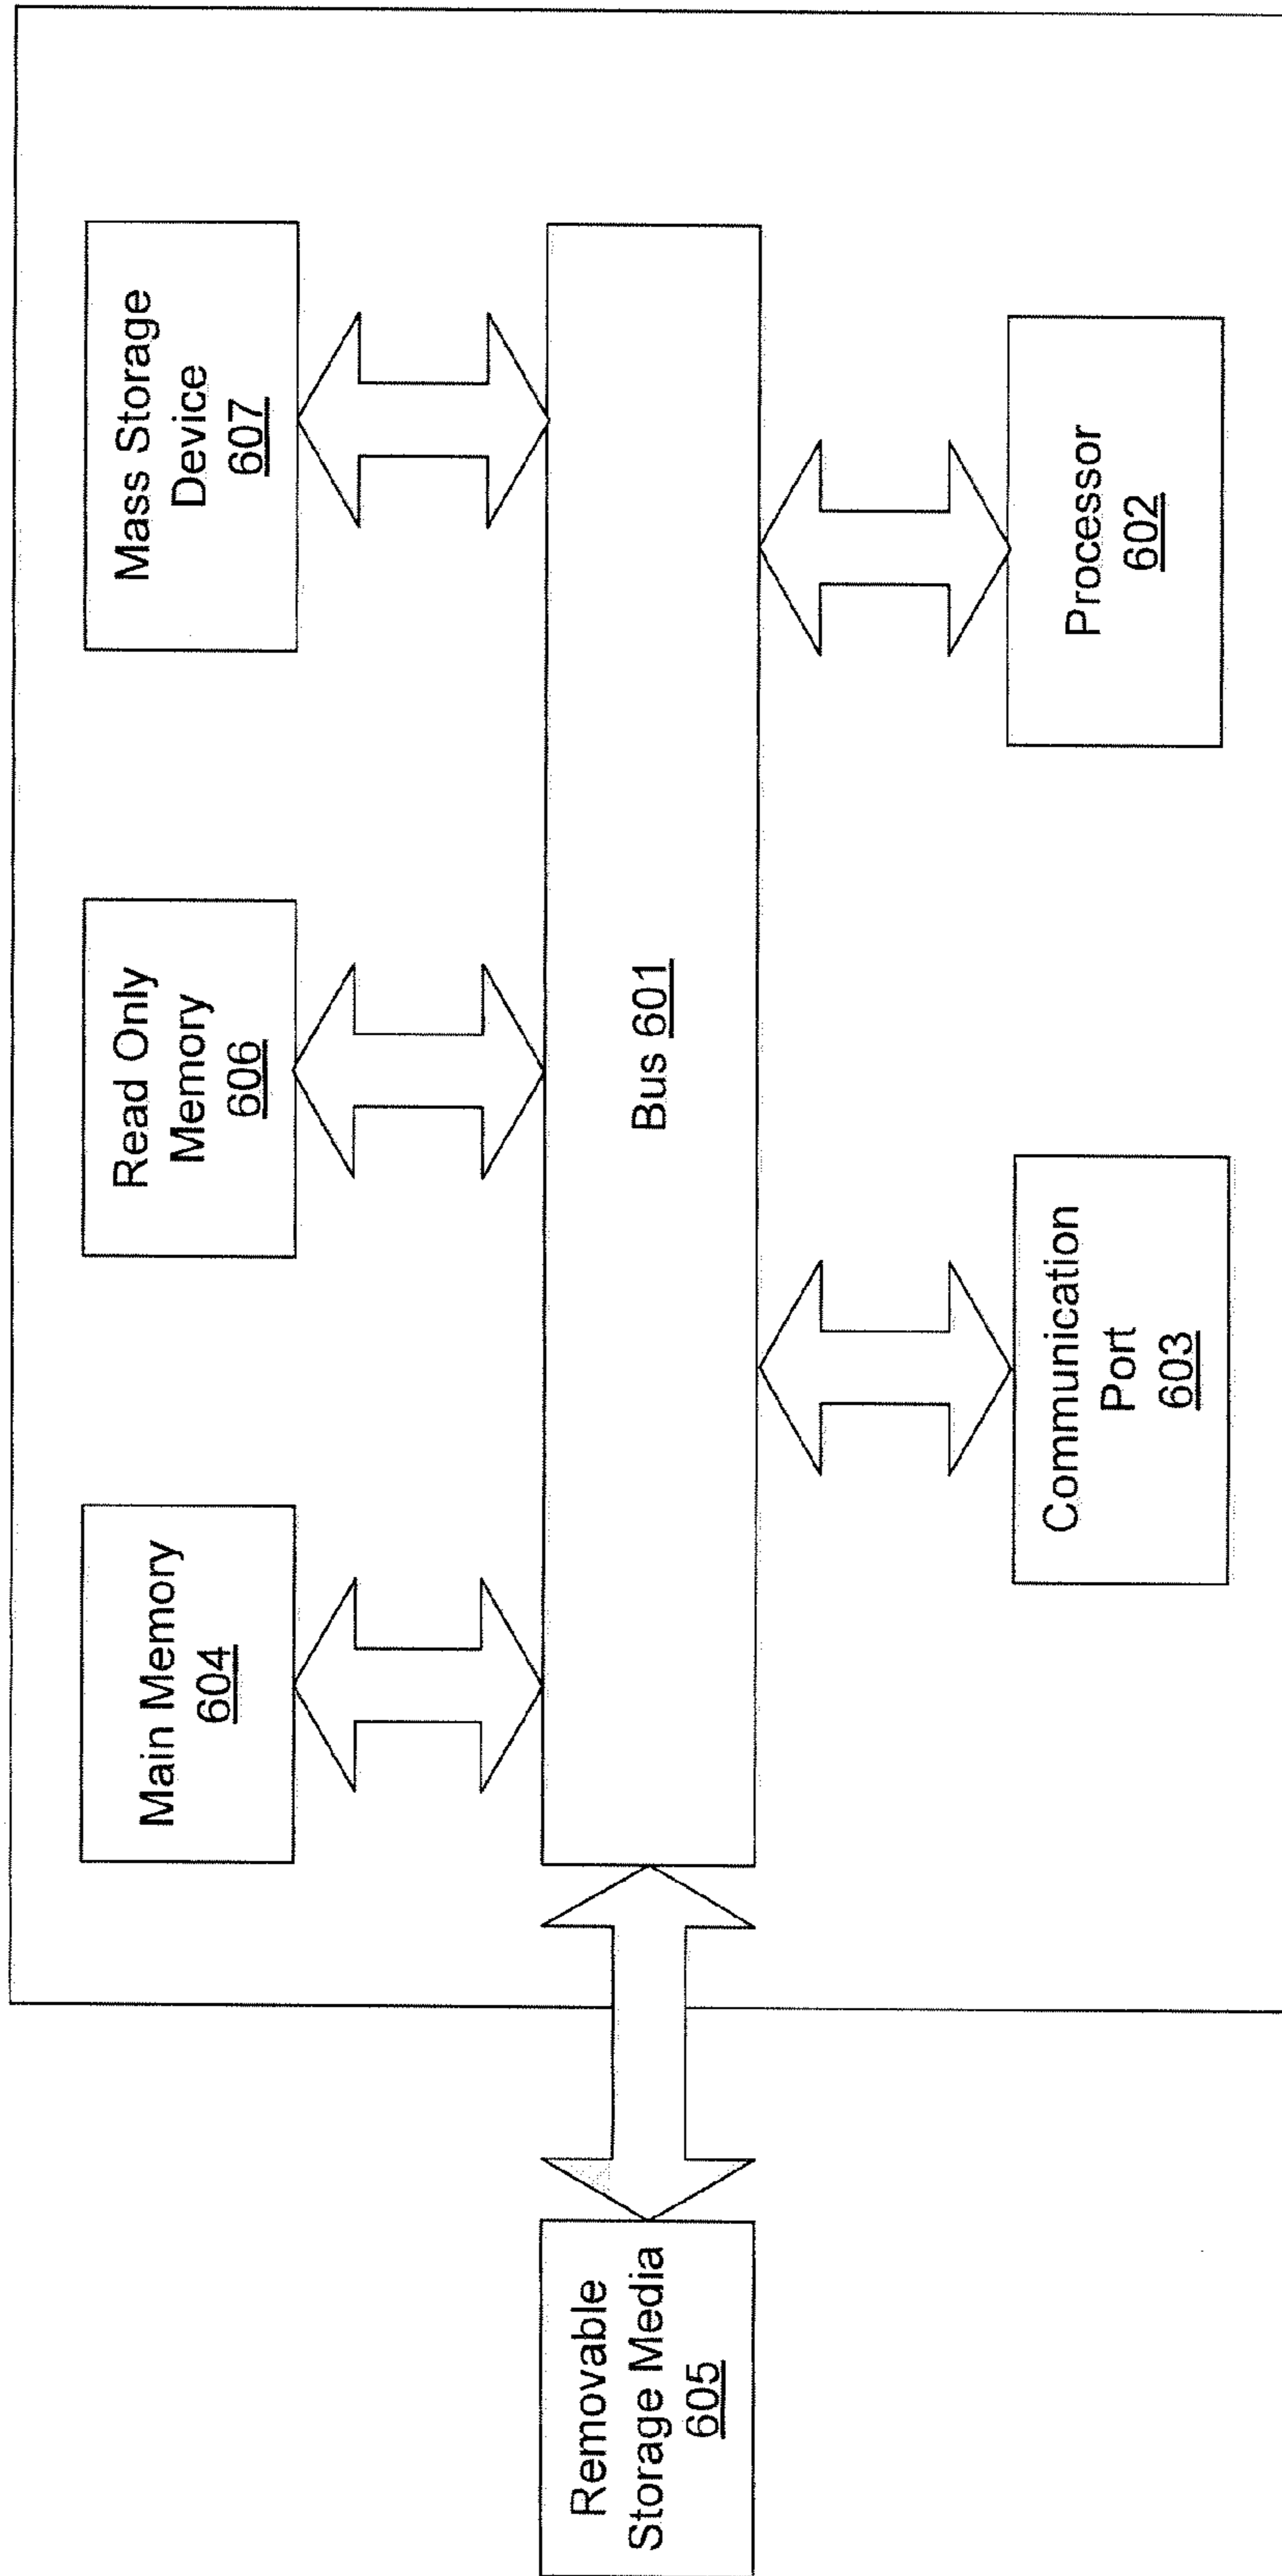 Main Memory
604
Read Only
Memory
606
Mass Storage
Device
607
Removable
Storage Media
605
Bus 601
Communication
Port
603
Processor
602